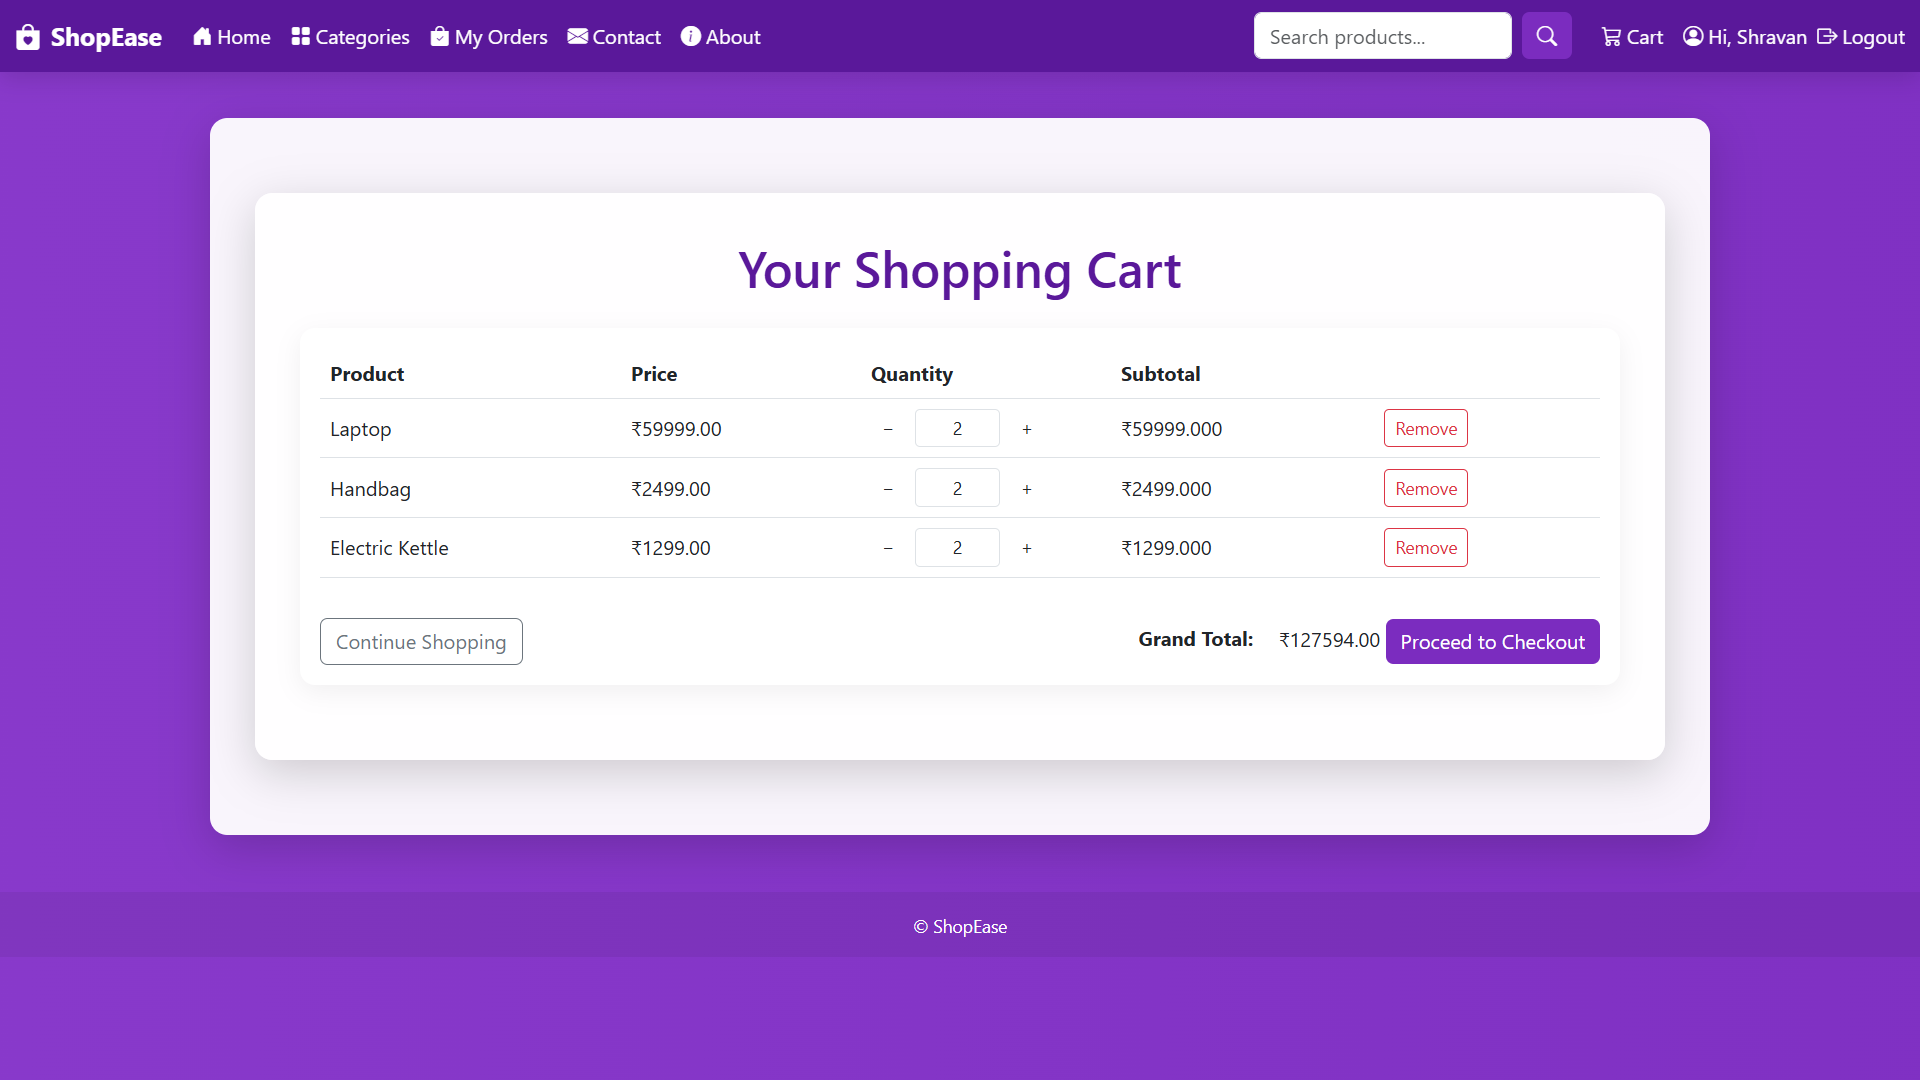 ShopEase Home Categories My Orders Contact About Search products... Cart Hi, Shravan Logout
Your Shopping Cart
Product Price Quantity Subtotal
Laptop ₹59999.00 − 2 + ₹59999.000 Remove
Handbag ₹2499.00 − 2 + ₹2499.000 Remove
Electric Kettle ₹1299.00 − 2 + ₹1299.000 Remove
Continue Shopping Grand Total: ₹127594.00 Proceed to Checkout
© ShopEase